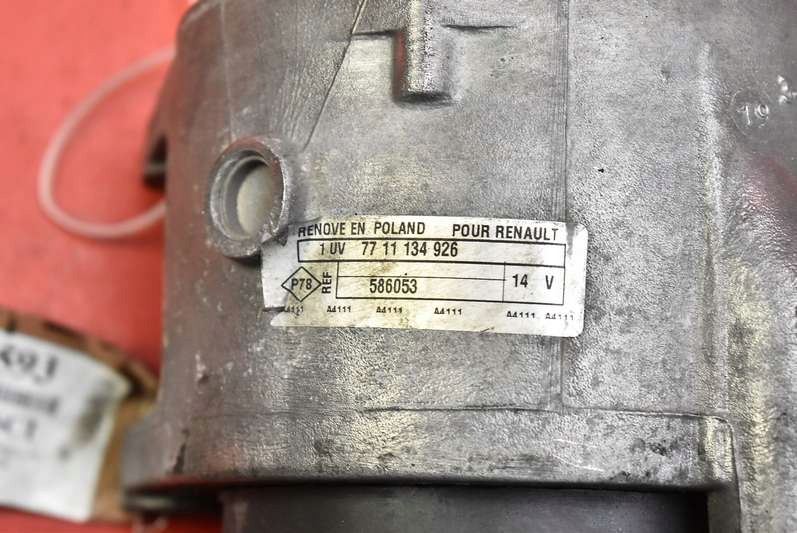 RENOVE EN POLAND POUR RENAULT
1 UV 77 11 134 926
P78 REF 586053 14 V
A4111 A4111 A4111 A4111 A4111 A4111